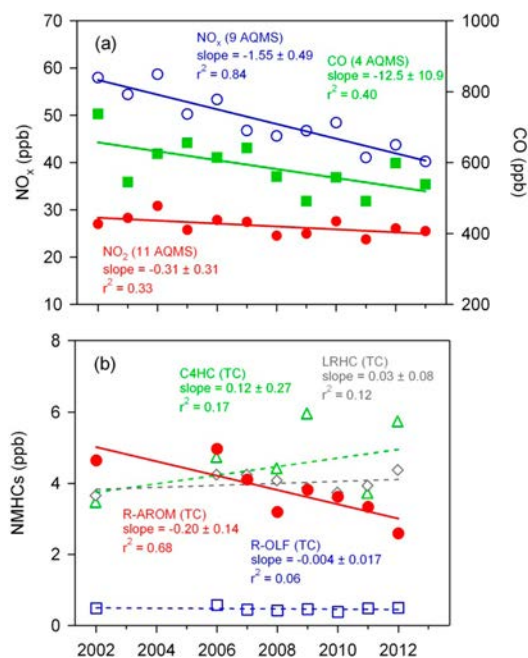 (a)
NOx (9 AQMS)
slope = -1.55 ± 0.49
r² = 0.84
CO (4 AQMS)
slope = -12.5 ± 10.9
r² = 0.40
NO₂ (11 AQMS)
slope = -0.31 ± 0.31
r² = 0.33
NOx (ppb)
70
60
50
40
30
20
10
CO (ppb)
1000
800
600
400
200
(b)
C4HC (TC)
slope = 0.12 ± 0.27
r² = 0.17
LRHC (TC)
slope = 0.03 ± 0.08
r² = 0.12
R-AROM (TC)
slope = -0.20 ± 0.14
r² = 0.68
R-OLF (TC)
slope = -0.004 ± 0.017
r² = 0.06
NMHCs (ppb)
8
6
4
2
0
2002 2004 2006 2008 2010 2012